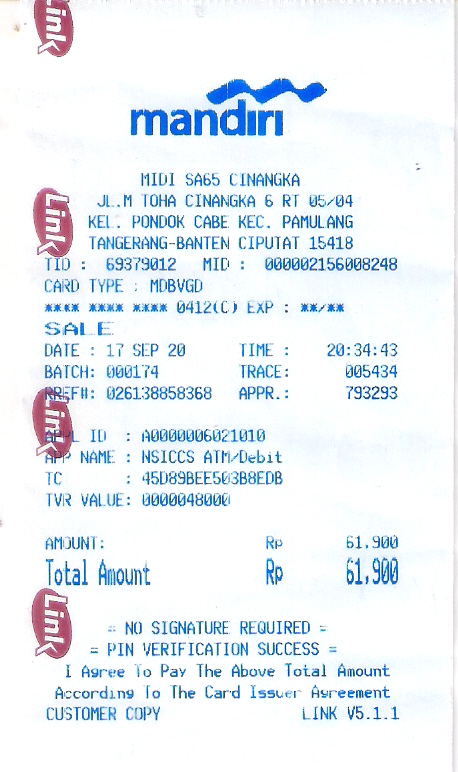 Link
mandiri
MIDI SA65 CINANGKA
JL.M TOHA CINANGKA 6 RT 05/04
KEL. PONDOK CABE KEC. PAMULANG
TANGERANG-BANTEN CIPUTAT 15418
TID : 69379012 MID : 000002156008248
CARD TYPE : MDBVGD
**** **** **** 0412(C) EXP : **/**
SALE
DATE : 17 SEP 20 TIME : 20:34:43
BATCH: 000174 TRACE: 005434
RREF#: 026138858368 APPR.: 793293
APPL ID : A0000006021010
APP NAME : NSICCS ATM/Debit
TC : 45D89BEE503B8EDB
TVR VALUE: 0000048000
AMOUNT: Rp 61,900
Total Amount Rp 61,900
= NO SIGNATURE REQUIRED =
= PIN VERIFICATION SUCCESS =
I Agree To Pay The Above Total Amount
According To The Card Issuer Agreement
CUSTOMER COPY LINK V5.1.1
Link
Link
Link